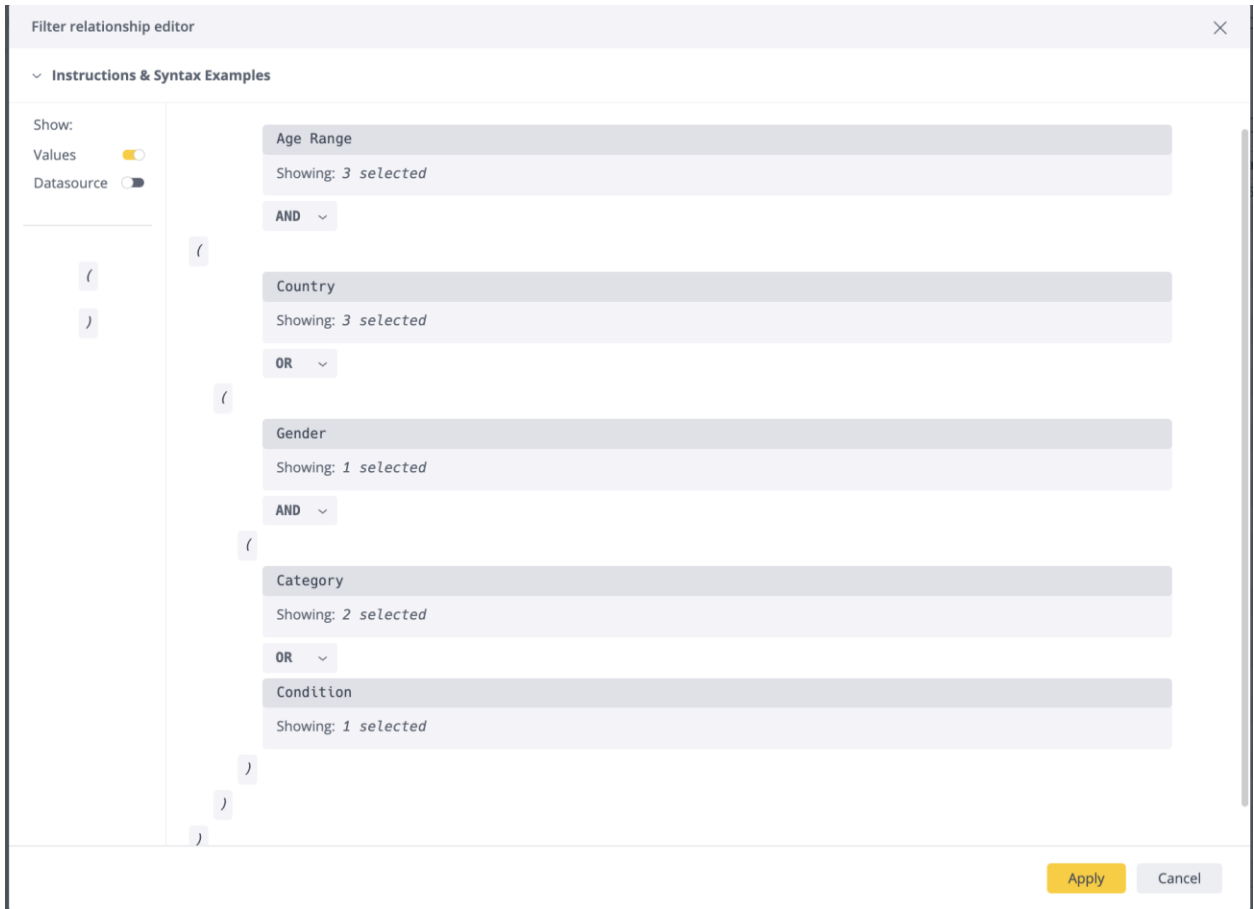 Filter relationship editor
Instructions & Syntax Examples
Show:
Values
Datasource
(
)
Age Range
Showing: 3 selected
AND
(
Country
Showing: 3 selected
OR
(
Gender
Showing: 1 selected
AND
(
Category
Showing: 2 selected
OR
Condition
Showing: 1 selected
)
)
)
Apply Cancel